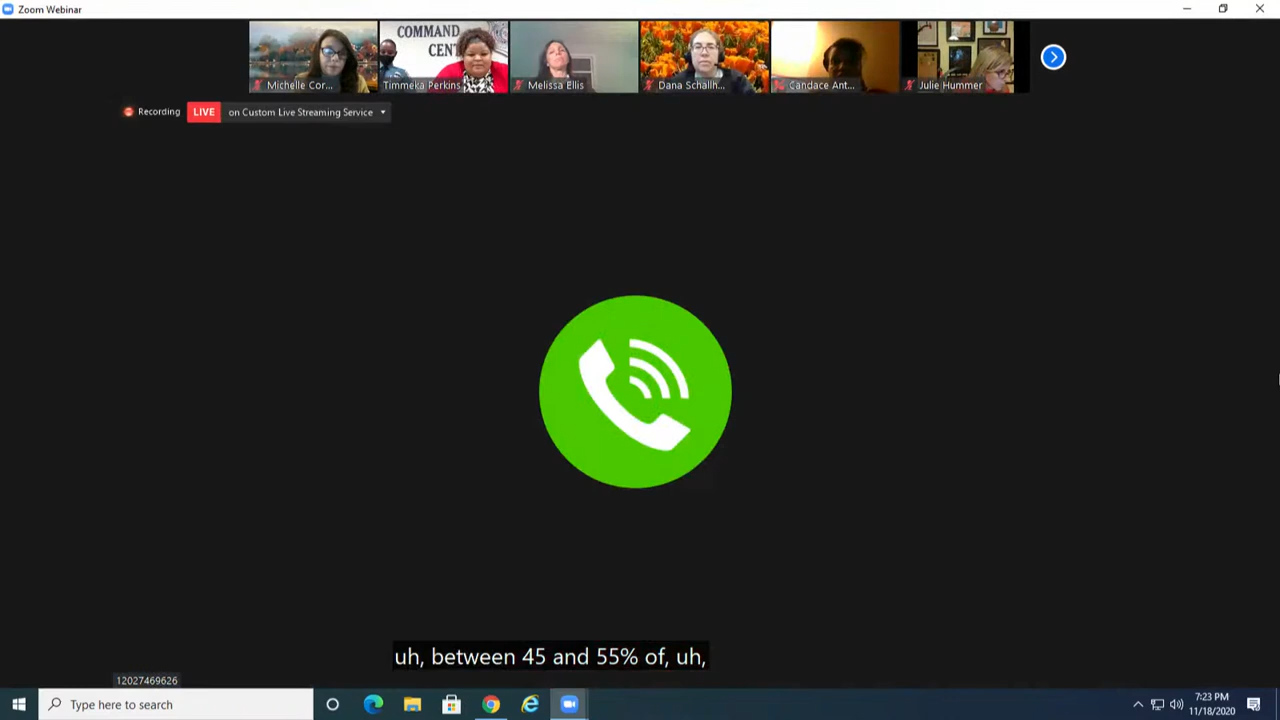 Zoom Webinar
COMMAND
CENT
Michelle Cor...
Timmeka Perkins
Melissa Ellis
Dana Schallh...
Candace Ant...
Julie Hummer
Recording
LIVE
on Custom Live Streaming Service
uh, between 45 and 55% of, uh,
12027469626
Type here to search
7:23 PM
11/18/2020